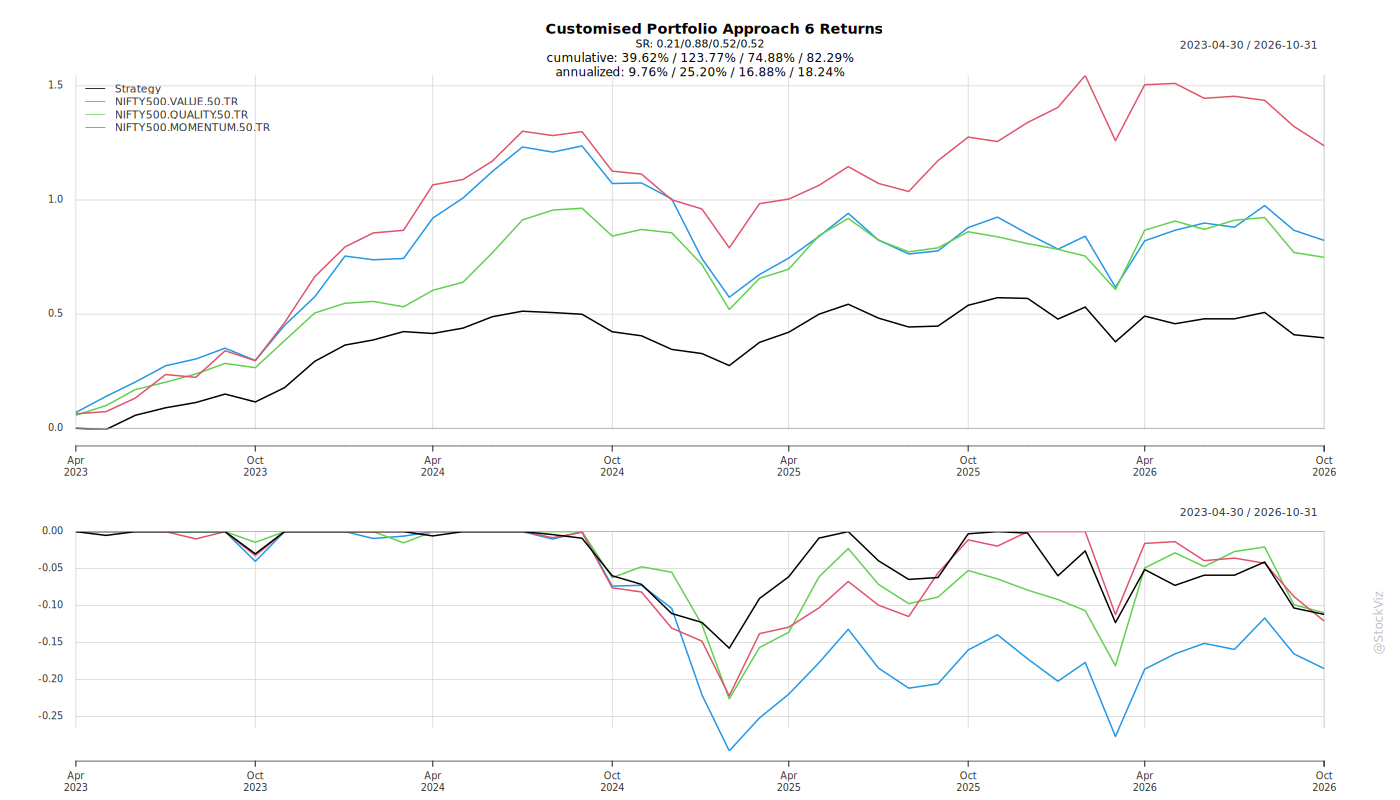 Customised Portfolio Approach 6 Returns
SR: 0.21/0.88/0.52/0.52
cumulative: 39.62% / 123.77% / 74.88% / 82.29%
annualized: 9.76% / 25.20% / 16.88% / 18.24%
2023-04-30 / 2026-10-31
Strategy
NIFTY500.VALUE.50.TR
NIFTY500.QUALITY.50.TR
NIFTY500.MOMENTUM.50.TR
1.5
1.0
0.5
0.0
Apr Oct Apr Oct Apr Oct Apr Oct
2023 2023 2024 2024 2025 2025 2026 2026
2023-04-30 / 2026-10-31
0.00
-0.05
-0.10
-0.15
-0.20
-0.25
Apr Oct Apr Oct Apr Oct Apr Oct
2023 2023 2024 2024 2025 2025 2026 2026
@StockViz